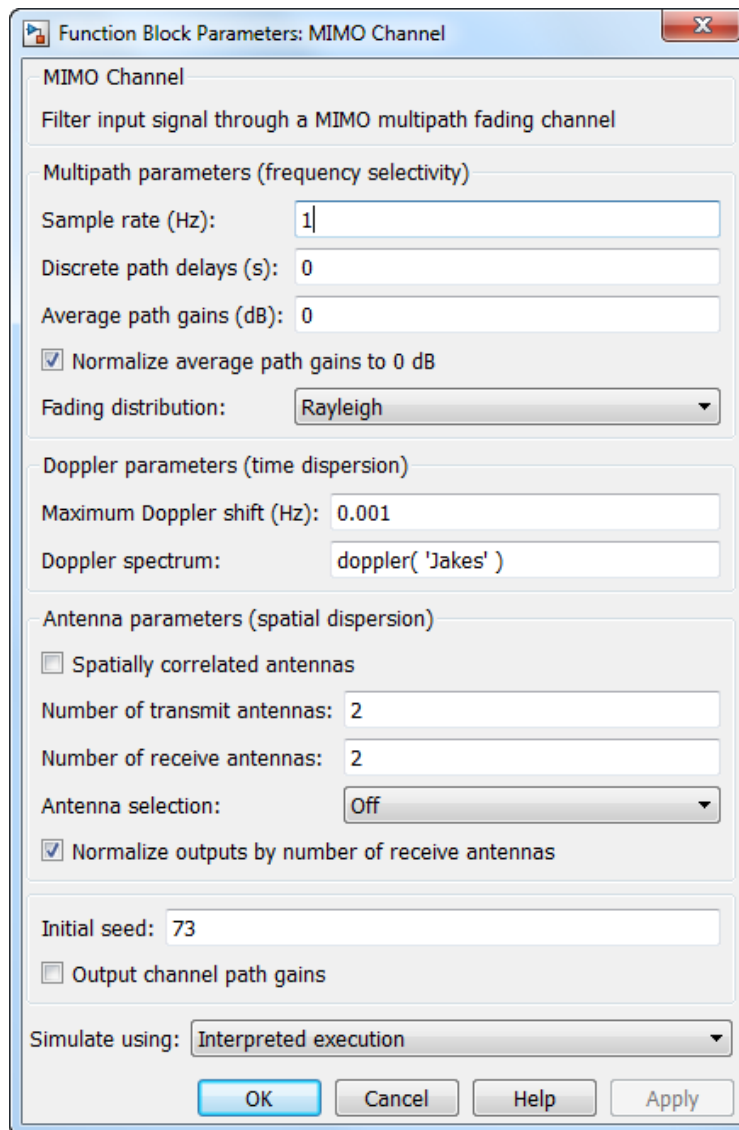 Function Block Parameters: MIMO Channel
MIMO Channel
Filter input signal through a MIMO multipath fading channel
Multipath parameters (frequency selectivity)
Sample rate (Hz): 1
Discrete path delays (s): 0
Average path gains (dB): 0
Normalize average path gains to 0 dB
Fading distribution: Rayleigh
Doppler parameters (time dispersion)
Maximum Doppler shift (Hz): 0.001
Doppler spectrum: doppler( 'Jakes' )
Antenna parameters (spatial dispersion)
Spatially correlated antennas
Number of transmit antennas: 2
Number of receive antennas: 2
Antenna selection: Off
Normalize outputs by number of receive antennas
Initial seed: 73
Output channel path gains
Simulate using: Interpreted execution
OK Cancel Help Apply